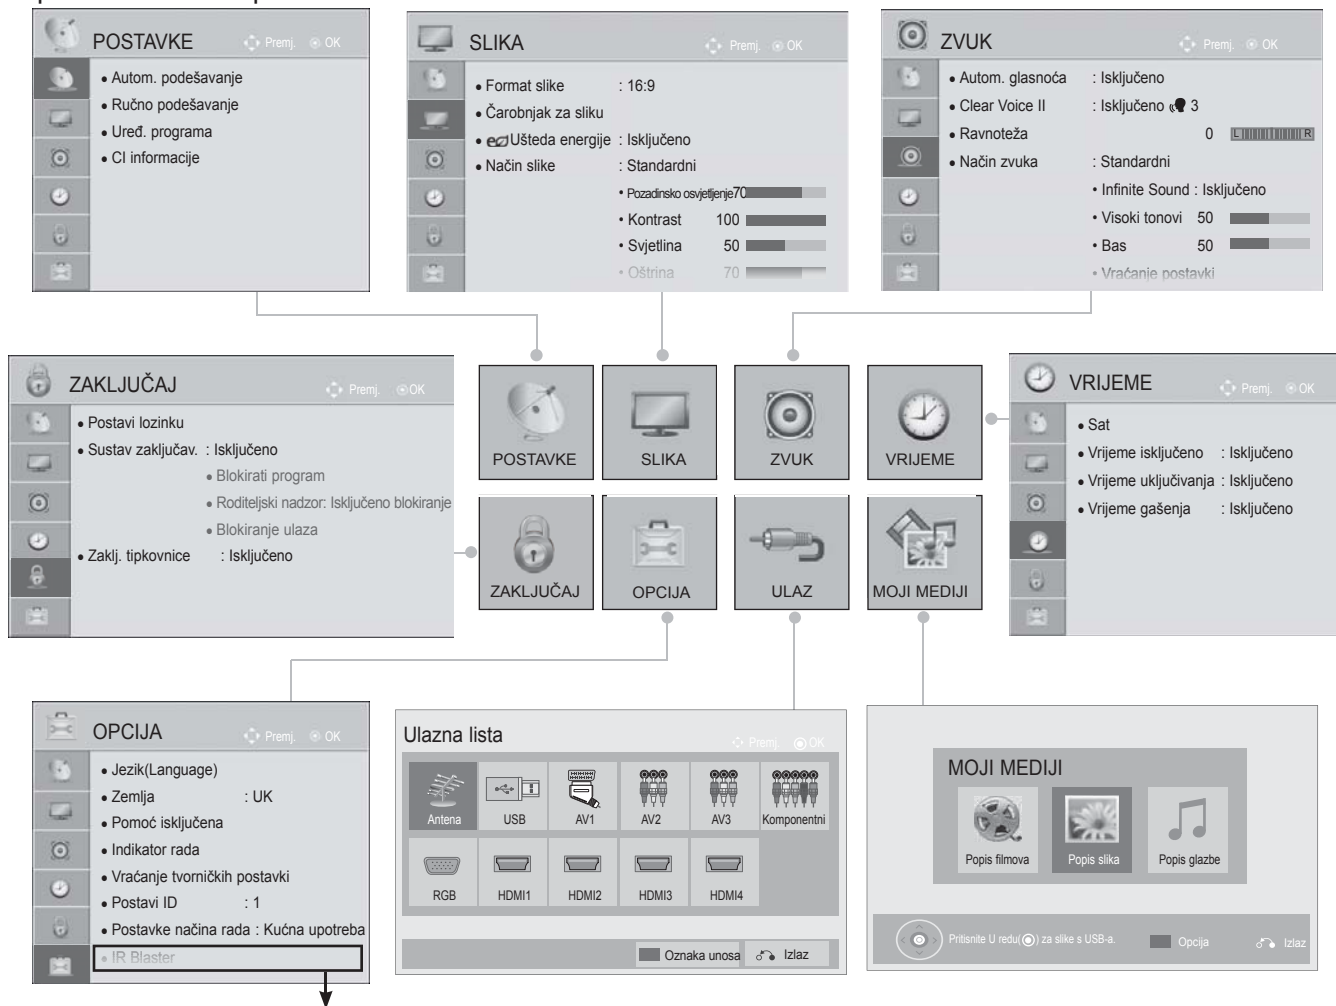 POSTAVKE
Premj. OK
• Autom. podešavanje
• Ručno podešavanje
• Uređ. programa
• CI informacije
SLIKA
Premj. OK
• Format slike : 16:9
• Čarobnjak za sliku
• Ušteda energije : Isključeno
• Način slike : Standardni
• Pozadinsko osvjetljenje70
• Kontrast 100
• Svjetlina 50
• Oštrina 70
ZVUK
Premj. OK
• Autom. glasnoća : Isključeno
• Clear Voice II : Isključeno 3
• Ravnoteža 0 L R
• Način zvuka : Standardni
• Infinite Sound : Isključeno
• Visoki tonovi 50
• Bas 50
• Vraćanje postavki
ZAKLJUČAJ
Premj. OK
• Postavi lozinku
• Sustav zaključav. : Isključeno
• Blokirati program
• Roditeljski nadzor: Isključeno blokiranje
• Blokiranje ulaza
• Zaklj. tipkovnice : Isključeno
POSTAVKE
SLIKA
ZVUK
VRIJEME
ZAKLJUČAJ
OPCIJA
ULAZ
MOJI MEDIJI
VRIJEME
Premj. OK
• Sat
• Vrijeme isključeno : Isključeno
• Vrijeme uključivanja : Isključeno
• Vrijeme gašenja : Isključeno
OPCIJA
Premj. OK
• Jezik(Language)
• Zemlja : UK
• Pomoć isključena
• Indikator rada
• Vraćanje tvorničkih postavki
• Postavi ID : 1
• Postavke načina rada : Kućna upotreba
• IR Blaster
Ulazna lista
Premj. OK
Antena
USB
AV1
AV2
AV3
Komponentni
RGB
HDMI1
HDMI2
HDMI3
HDMI4
Oznaka unosa
Izlaz
MOJI MEDIJI
Popis filmova
Popis slika
Popis glazbe
Pritisnite U redu(◉) za slike s USB-a.
Opcija
Izlaz